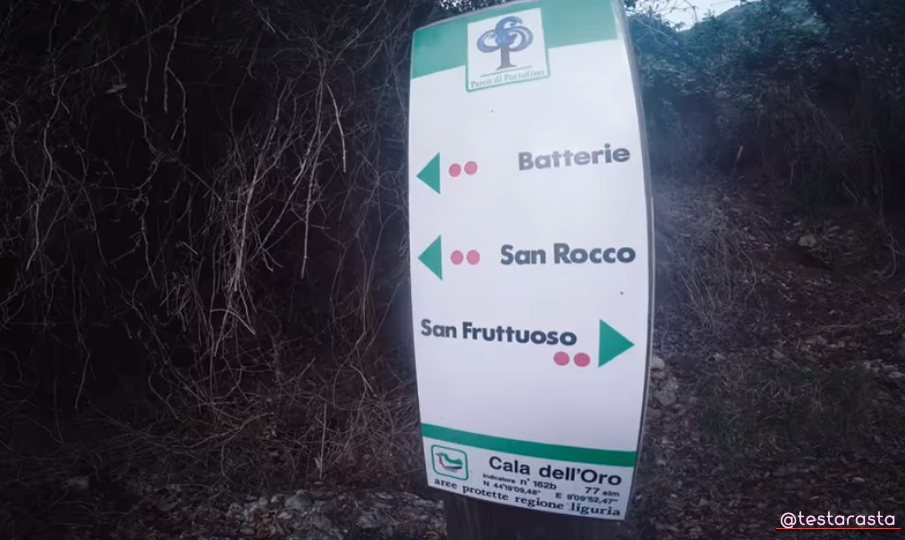 Parco di Portofino
Batterie
San Rocco
San Fruttuoso
Cala dell'Oro
Indicatore n° 162b 77 slm
N 44°19'09,48" E 9°09'52,47"
aree protette regione liguria
@testarasta